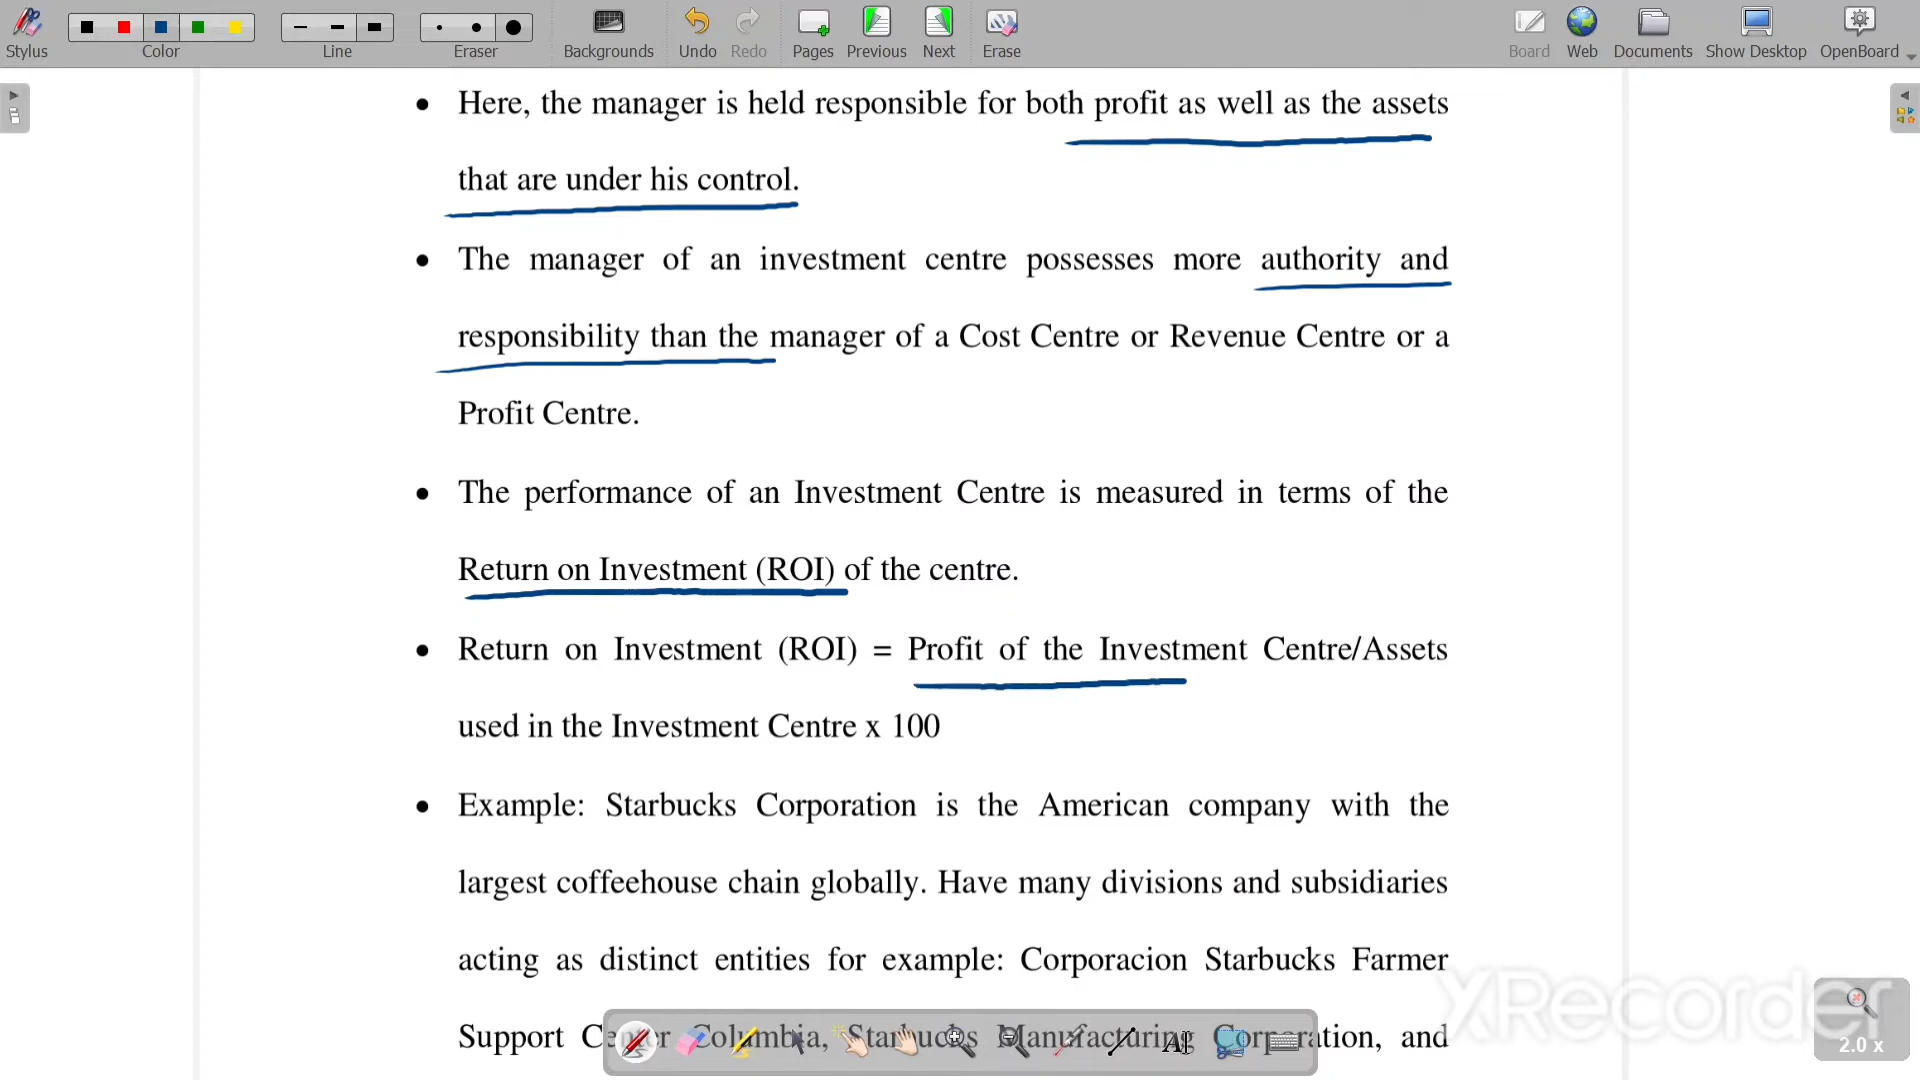 Stylus Color Line Eraser Backgrounds Undo Redo Pages Previous Next Erase Board Web Documents Show Desktop OpenBoard
• Here, the manager is held responsible for both profit as well as the assets
that are under his control.
• The manager of an investment centre possesses more authority and
responsibility than the manager of a Cost Centre or Revenue Centre or a
Profit Centre.
• The performance of an Investment Centre is measured in terms of the
Return on Investment (ROI) of the centre.
• Return on Investment (ROI) = Profit of the Investment Centre/Assets
used in the Investment Centre x 100
• Example: Starbucks Corporation is the American company with the
largest coffeehouse chain globally. Have many divisions and subsidiaries
acting as distinct entities for example: Corporacion Starbucks Farmer
Support Center Columbia, Starbucks Manufacturing Corporation, and
XRecorder
2.0 x